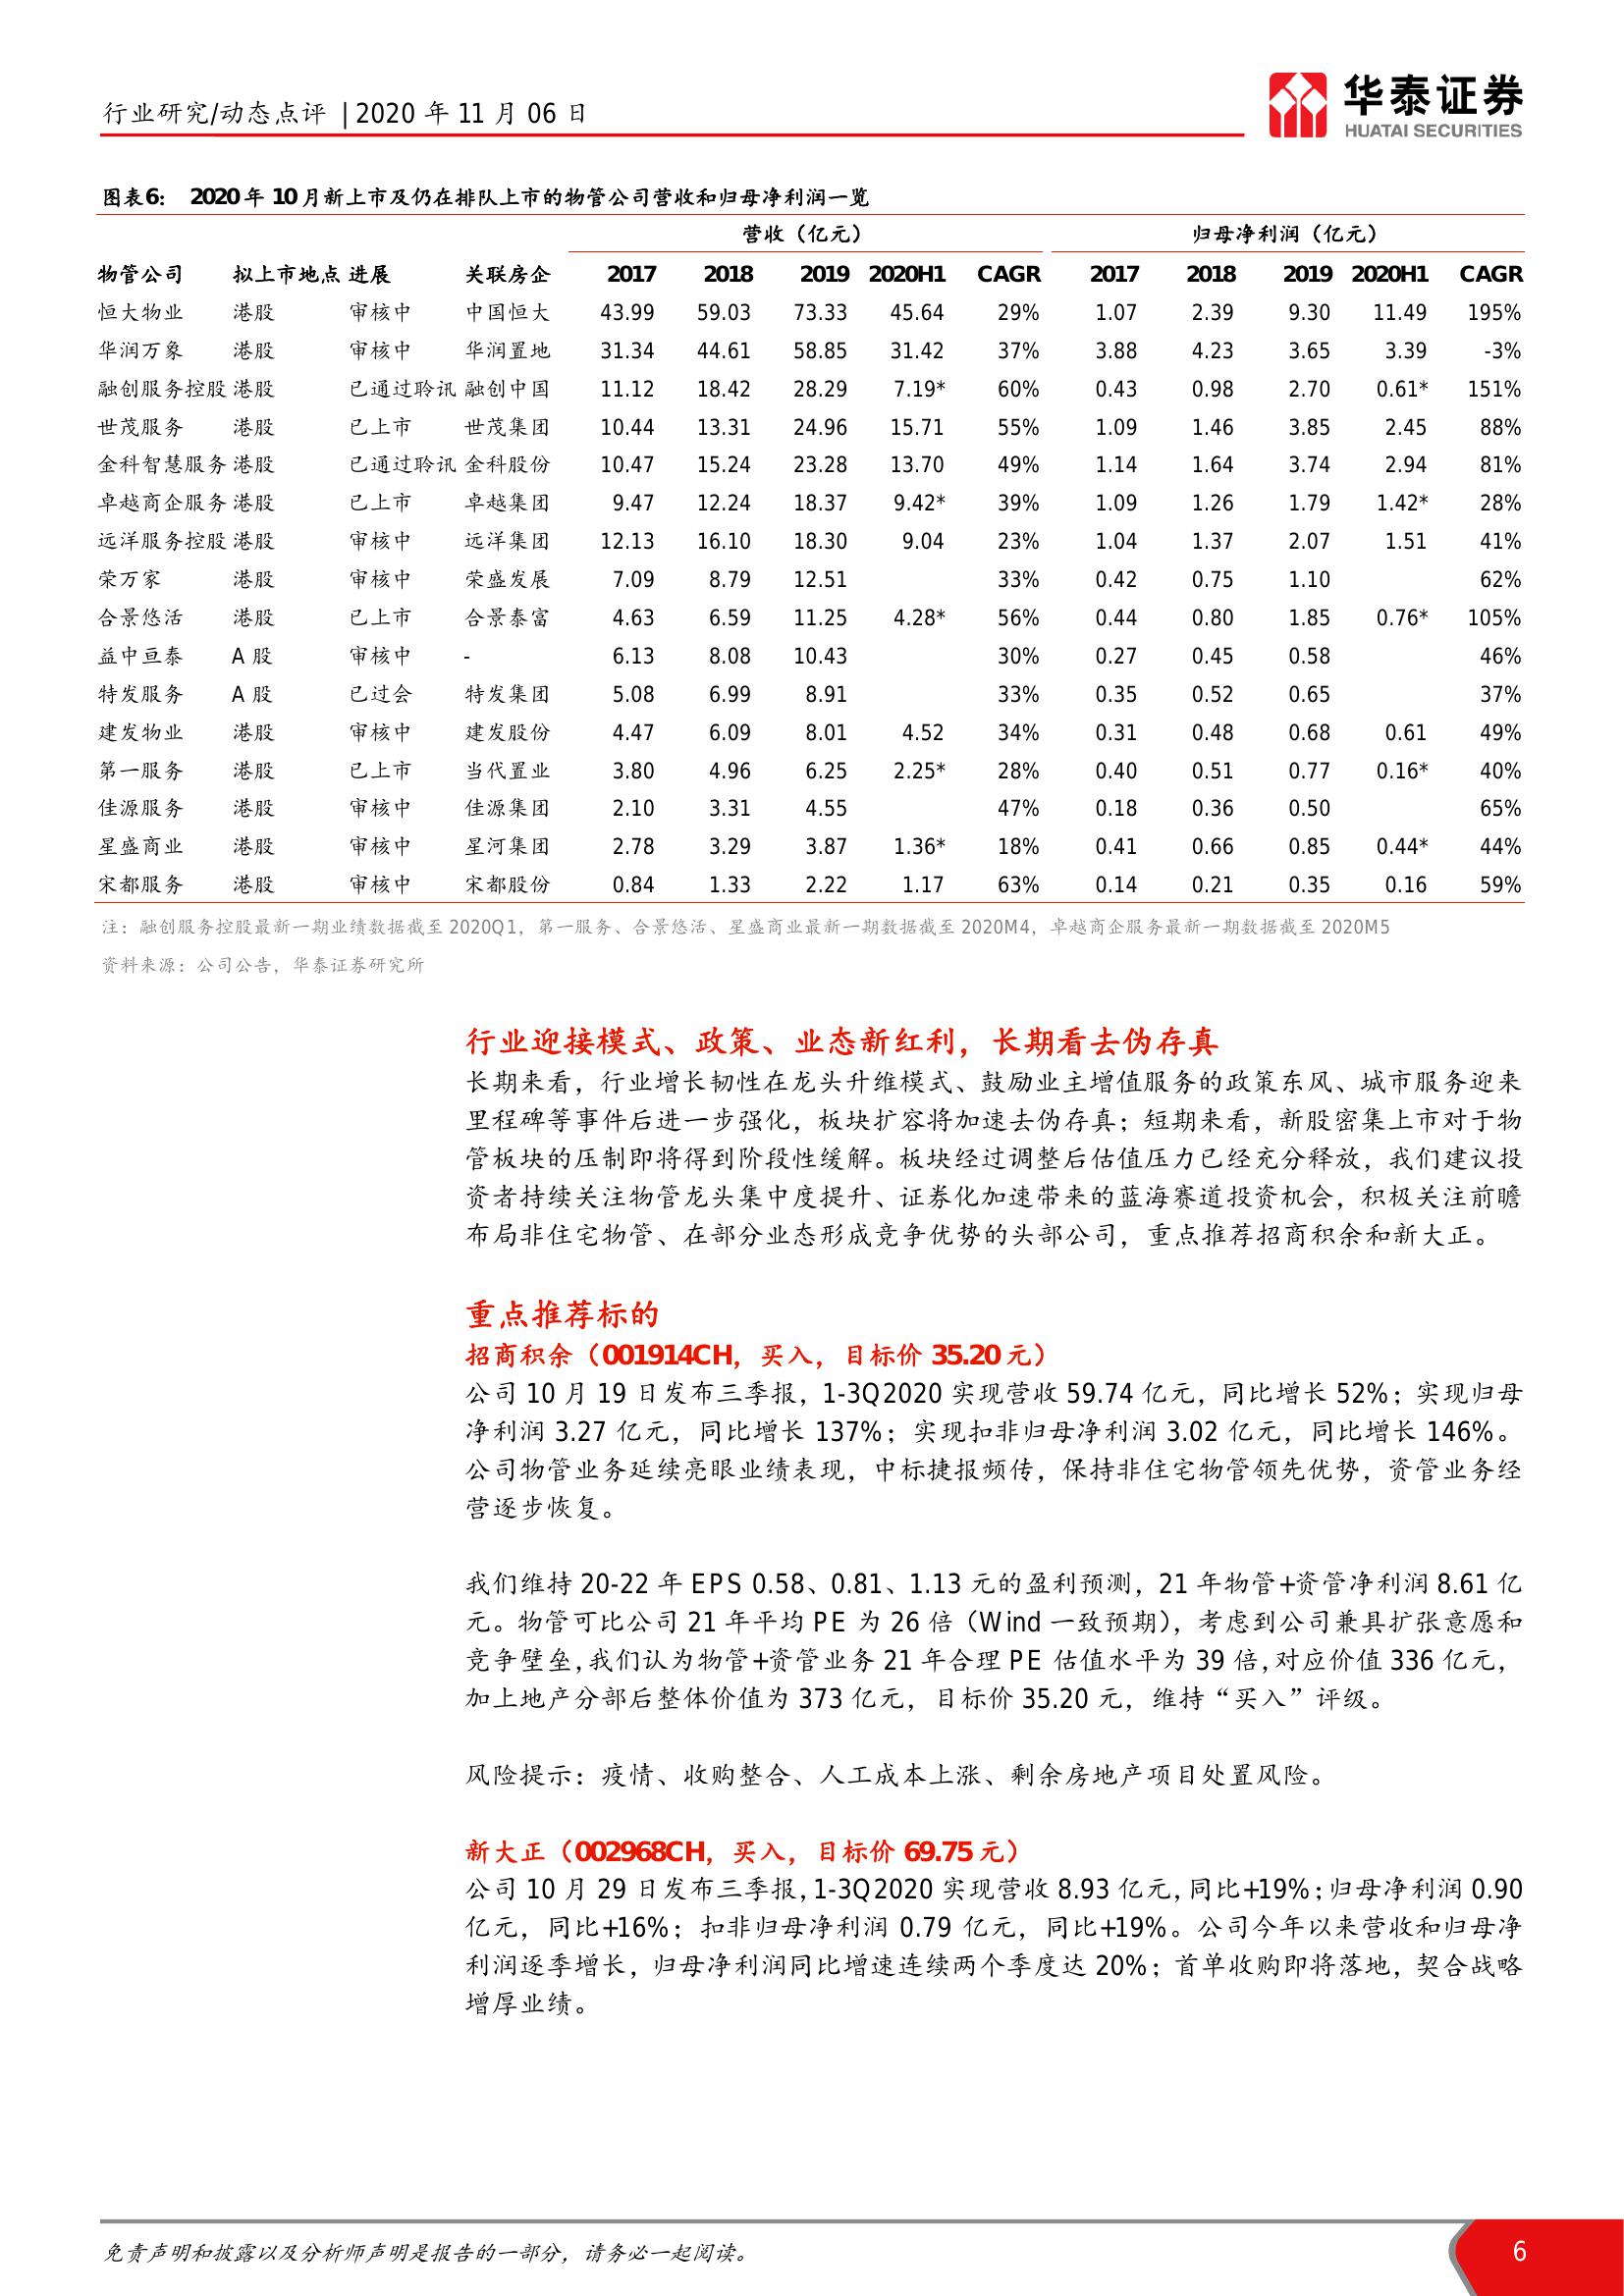 行业研究/动态点评 | 2020 年 11 月 06 日
华泰证券
HUATAI SECURITIES
图表6： 2020 年 10 月新上市及仍在排队上市的物管公司营收和归母净利润一览
营收（亿元） 归母净利润（亿元）
物管公司 拟上市地点 进展 关联房企 2017 2018 2019 2020H1 CAGR 2017 2018 2019 2020H1 CAGR
恒大物业 港股 审核中 中国恒大 43.99 59.03 73.33 45.64 29% 1.07 2.39 9.30 11.49 195%
华润万象 港股 审核中 华润置地 31.34 44.61 58.85 31.42 37% 3.88 4.23 3.65 3.39 -3%
融创服务控股 港股 已通过聆讯 融创中国 11.12 18.42 28.29 7.19* 60% 0.43 0.98 2.70 0.61* 151%
世茂服务 港股 已上市 世茂集团 10.44 13.31 24.96 15.71 55% 1.09 1.46 3.85 2.45 88%
金科智慧服务 港股 已通过聆讯 金科股份 10.47 15.24 23.28 13.70 49% 1.14 1.64 3.74 2.94 81%
卓越商企服务 港股 已上市 卓越集团 9.47 12.24 18.37 9.42* 39% 1.09 1.26 1.79 1.42* 28%
远洋服务控股 港股 审核中 远洋集团 12.13 16.10 18.30 9.04 23% 1.04 1.37 2.07 1.51 41%
荣万家 港股 审核中 荣盛发展 7.09 8.79 12.51 33% 0.42 0.75 1.10 62%
合景悠活 港股 已上市 合景泰富 4.63 6.59 11.25 4.28* 56% 0.44 0.80 1.85 0.76* 105%
益中亘泰 A 股 审核中 - 6.13 8.08 10.43 30% 0.27 0.45 0.58 46%
特发服务 A 股 已过会 特发集团 5.08 6.99 8.91 33% 0.35 0.52 0.65 37%
建发物业 港股 审核中 建发股份 4.47 6.09 8.01 4.52 34% 0.31 0.48 0.68 0.61 49%
第一服务 港股 已上市 当代置业 3.80 4.96 6.25 2.25* 28% 0.40 0.51 0.77 0.16* 40%
佳源服务 港股 审核中 佳源集团 2.10 3.31 4.55 47% 0.18 0.36 0.50 65%
星盛商业 港股 审核中 星河集团 2.78 3.29 3.87 1.36* 18% 0.41 0.66 0.85 0.44* 44%
宋都服务 港股 审核中 宋都股份 0.84 1.33 2.22 1.17 63% 0.14 0.21 0.35 0.16 59%
注：融创服务控股最新一期业绩数据截至 2020Q1，第一服务、合景悠活、星盛商业最新一期数据截至 2020M4，卓越商企服务最新一期数据截至 2020M5
资料来源：公司公告，华泰证券研究所
行业迎接模式、政策、业态新红利，长期看去伪存真
长期来看，行业增长韧性在龙头升维模式、鼓励业主增值服务的政策东风、城市服务迎来
里程碑等事件后进一步强化，板块扩容将加速去伪存真；短期来看，新股密集上市对于物
管板块的压制即将得到阶段性缓解。板块经过调整后估值压力已经充分释放，我们建议投
资者持续关注物管龙头集中度提升、证券化加速带来的蓝海赛道投资机会，积极关注前瞻
布局非住宅物管、在部分业态形成竞争优势的头部公司，重点推荐招商积余和新大正。
重点推荐标的
招商积余（001914CH，买入，目标价 35.20 元）
公司 10 月 19 日发布三季报，1-3Q2020 实现营收 59.74 亿元，同比增长 52%；实现归母
净利润 3.27 亿元，同比增长 137%；实现扣非归母净利润 3.02 亿元，同比增长 146%。
公司物管业务延续亮眼业绩表现，中标捷报频传，保持非住宅物管领先优势，资管业务经
营逐步恢复。
我们维持 20-22 年 EPS 0.58、0.81、1.13 元的盈利预测，21 年物管+资管净利润 8.61 亿
元。物管可比公司 21 年平均 PE 为 26 倍（Wind 一致预期），考虑到公司兼具扩张意愿和
竞争壁垒，我们认为物管+资管业务 21 年合理 PE 估值水平为 39 倍，对应价值 336 亿元，
加上地产分部后整体价值为 373 亿元，目标价 35.20 元，维持“买入”评级。
风险提示：疫情、收购整合、人工成本上涨、剩余房地产项目处置风险。
新大正（002968CH，买入，目标价 69.75 元）
公司 10 月 29 日发布三季报，1-3Q2020 实现营收 8.93 亿元，同比+19%；归母净利润 0.90
亿元，同比+16%；扣非归母净利润 0.79 亿元，同比+19%。公司今年以来营收和归母净
利润逐季增长，归母净利润同比增速连续两个季度达 20%；首单收购即将落地，契合战略
增厚业绩。
免责声明和披露以及分析师声明是报告的一部分，请务必一起阅读。 6